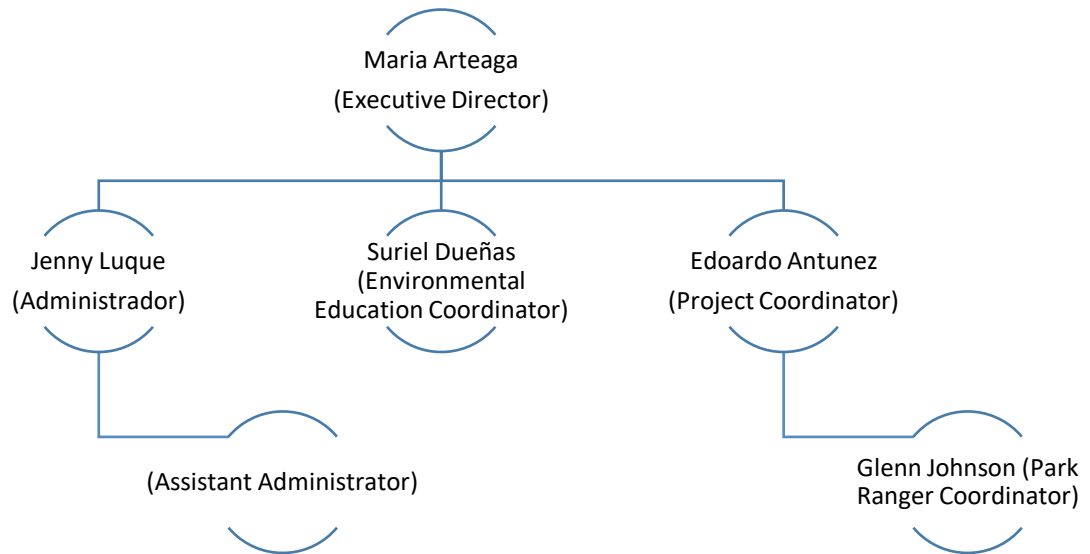 Maria Arteaga
(Executive Director)
Jenny Luque
(Administrador)
Suriel Dueñas
(Environmental
Education Coordinator)
Edoardo Antunez
(Project Coordinator)
(Assistant Administrator)
Glenn Johnson (Park
Ranger Coordinator)